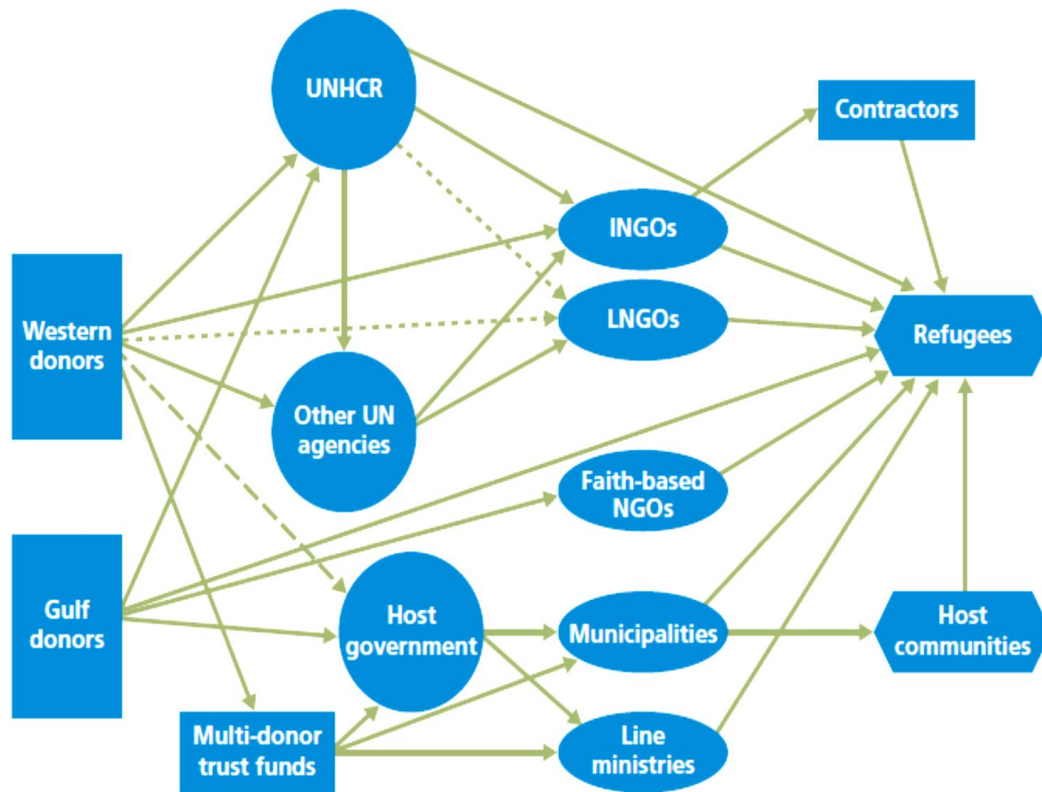 UNHCR
Contractors
INGOs
Western
donors
LNGOs
Refugees
Other UN
agencies
Faith-based
NGOs
Gulf
donors
Host
government
Municipalities
Host
communities
Multi-donor
trust funds
Line
ministries